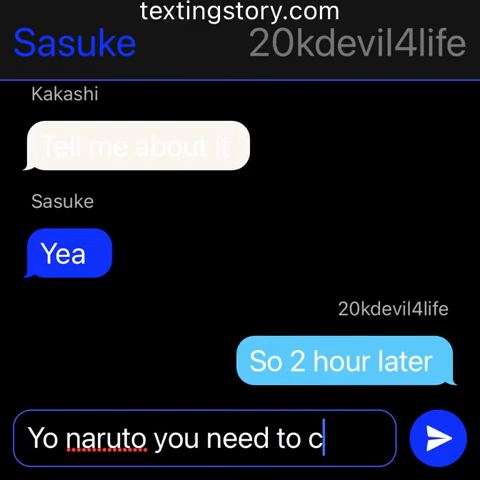 textingstory.com
Sasuke
20kdevil4life
Kakashi
Tell me about it
Sasuke
Yea
20kdevil4life
So 2 hour later
Yo naruto you need to c